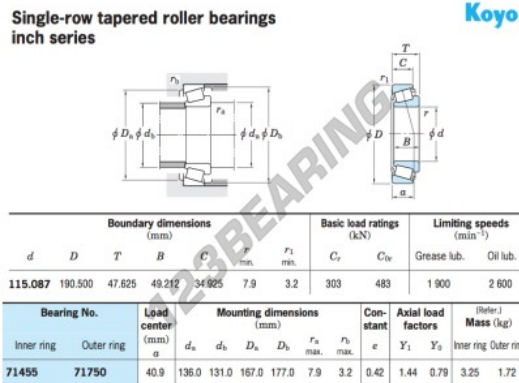 Single-row tapered roller bearings
inch series
Koyo
T
C
r1
rb
ra
r
φDa φdb
φda φDb
φD
B
φd
a
123BEARING
Boundary dimensions
(mm)
Basic load ratings
(kN)
Limiting speeds
(min⁻¹)
d D T B C r min. r1 min. Cr C0r Grease lub. Oil lub.
115.087 190.500 47.625 49.212 34.925 7.9 3.2 303 483 1 900 2 600
Bearing No.
Load center (mm) a
Mounting dimensions
(mm)
Constant e
Axial load factors
(Refer.)
Mass (kg)
Inner ring Outer ring da db Da Db ra max. rb max. Y1 Y0 Inner ring Outer rin
71455 71750 40.9 136.0 131.0 167.0 177.0 7.9 3.2 0.42 1.44 0.79 3.25 1.72